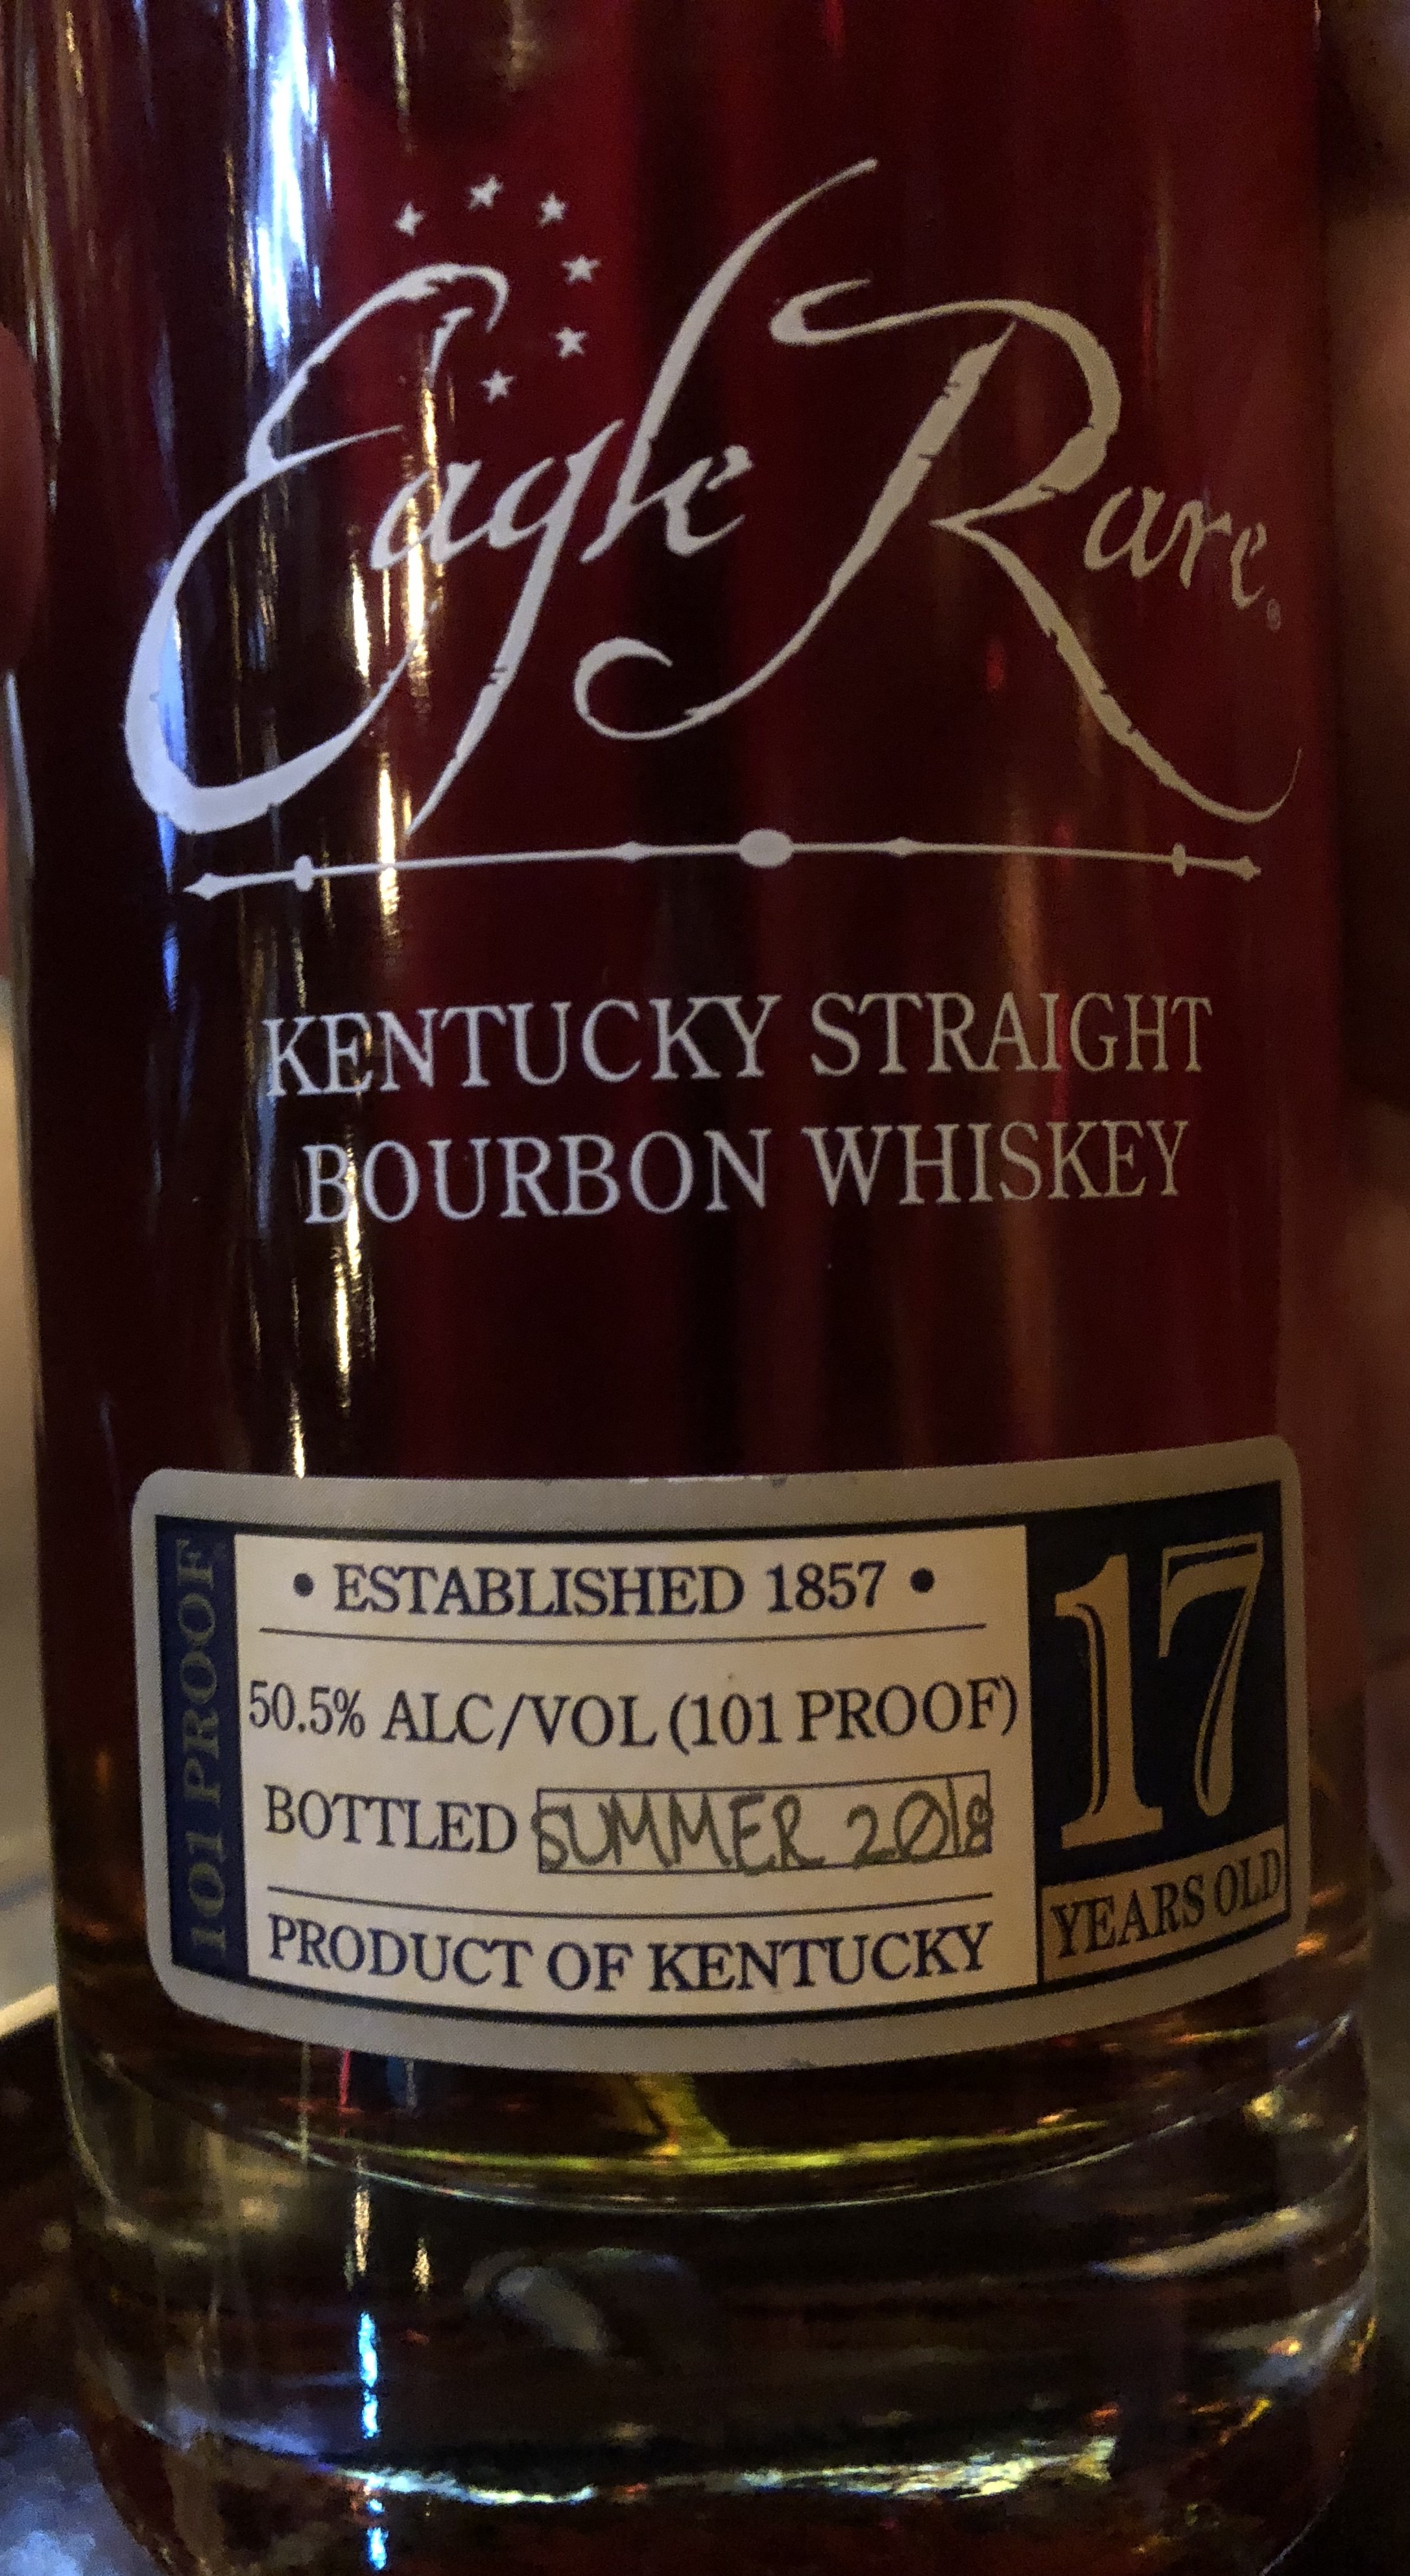 Eagle Rare®
KENTUCKY STRAIGHT
BOURBON WHISKEY
101 PROOF
• ESTABLISHED 1857 •
50.5% ALC/VOL (101 PROOF)
BOTTLED SUMMER 2018
PRODUCT OF KENTUCKY
17
YEARS OLD